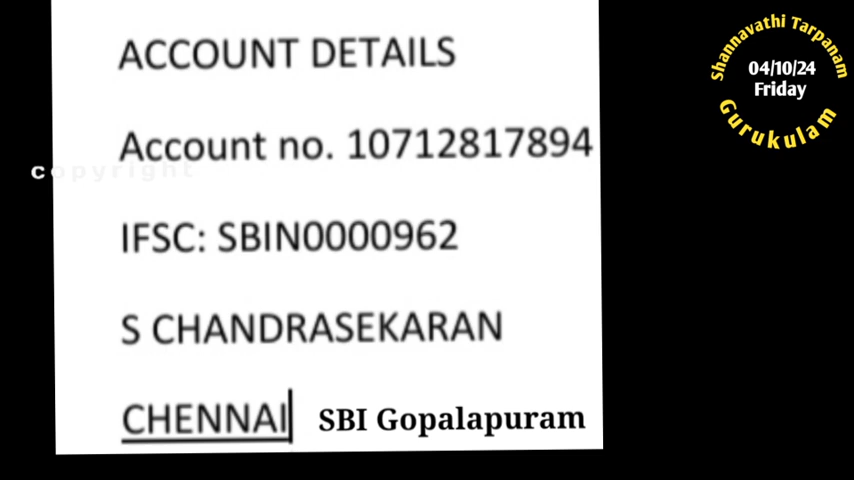 ACCOUNT DETAILS
Account no. 10712817894
copyright
IFSC: SBIN0000962
S CHANDRASEKARAN
CHENNAI SBI Gopalapuram
Shannavathi Tarpanam
04/10/24
Friday
Gurukulam